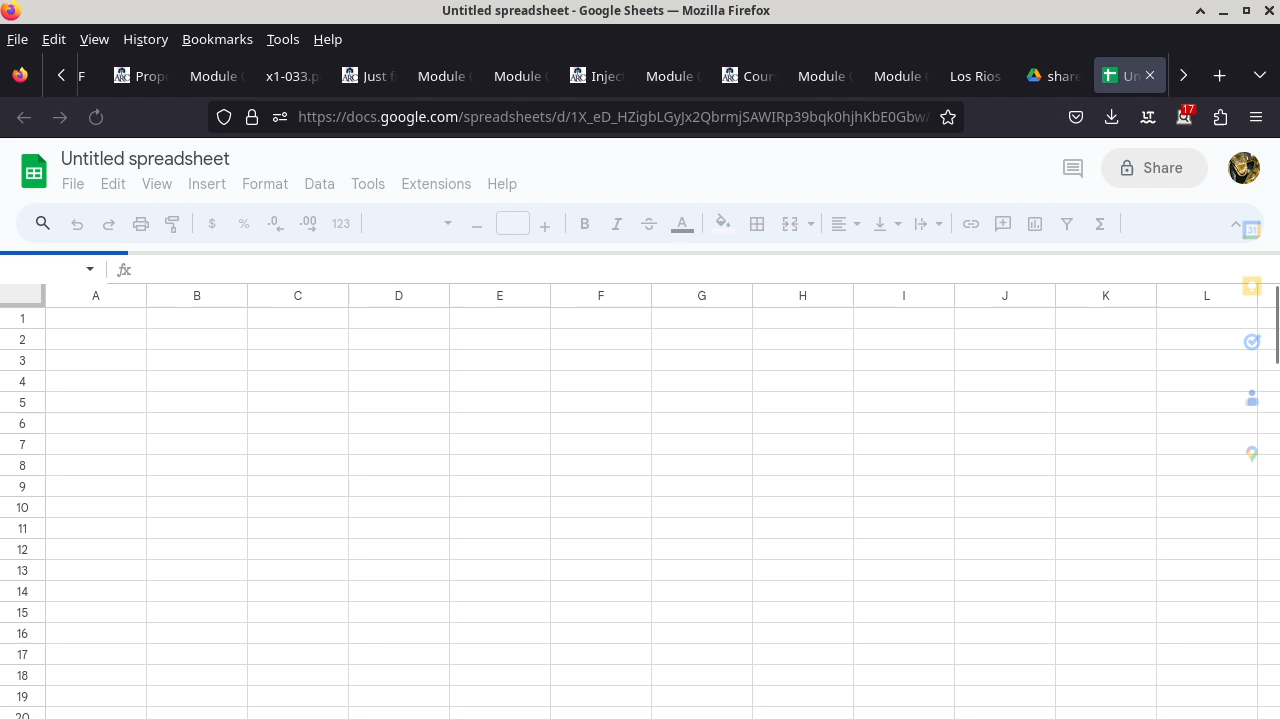 Untitled spreadsheet - Google Sheets — Mozilla Firefox
File Edit View History Bookmarks Tools Help
F Prop Module x1-033.p Just f Module Module Injec Module Cour Module Module Los Rios share Un
https://docs.google.com/spreadsheets/d/1X_eD_HZigbLGyJx2QbrmjSAWIRp39bqk0hjhKbE0Gbw/
17
Untitled spreadsheet
File Edit View Insert Format Data Tools Extensions Help
Share
$ % .0 .00 123 B I S A Σ
31
fx
A B C D E F G H I J K L
1
2
3
4
5
6
7
8
9
10
11
12
13
14
15
16
17
18
19
20